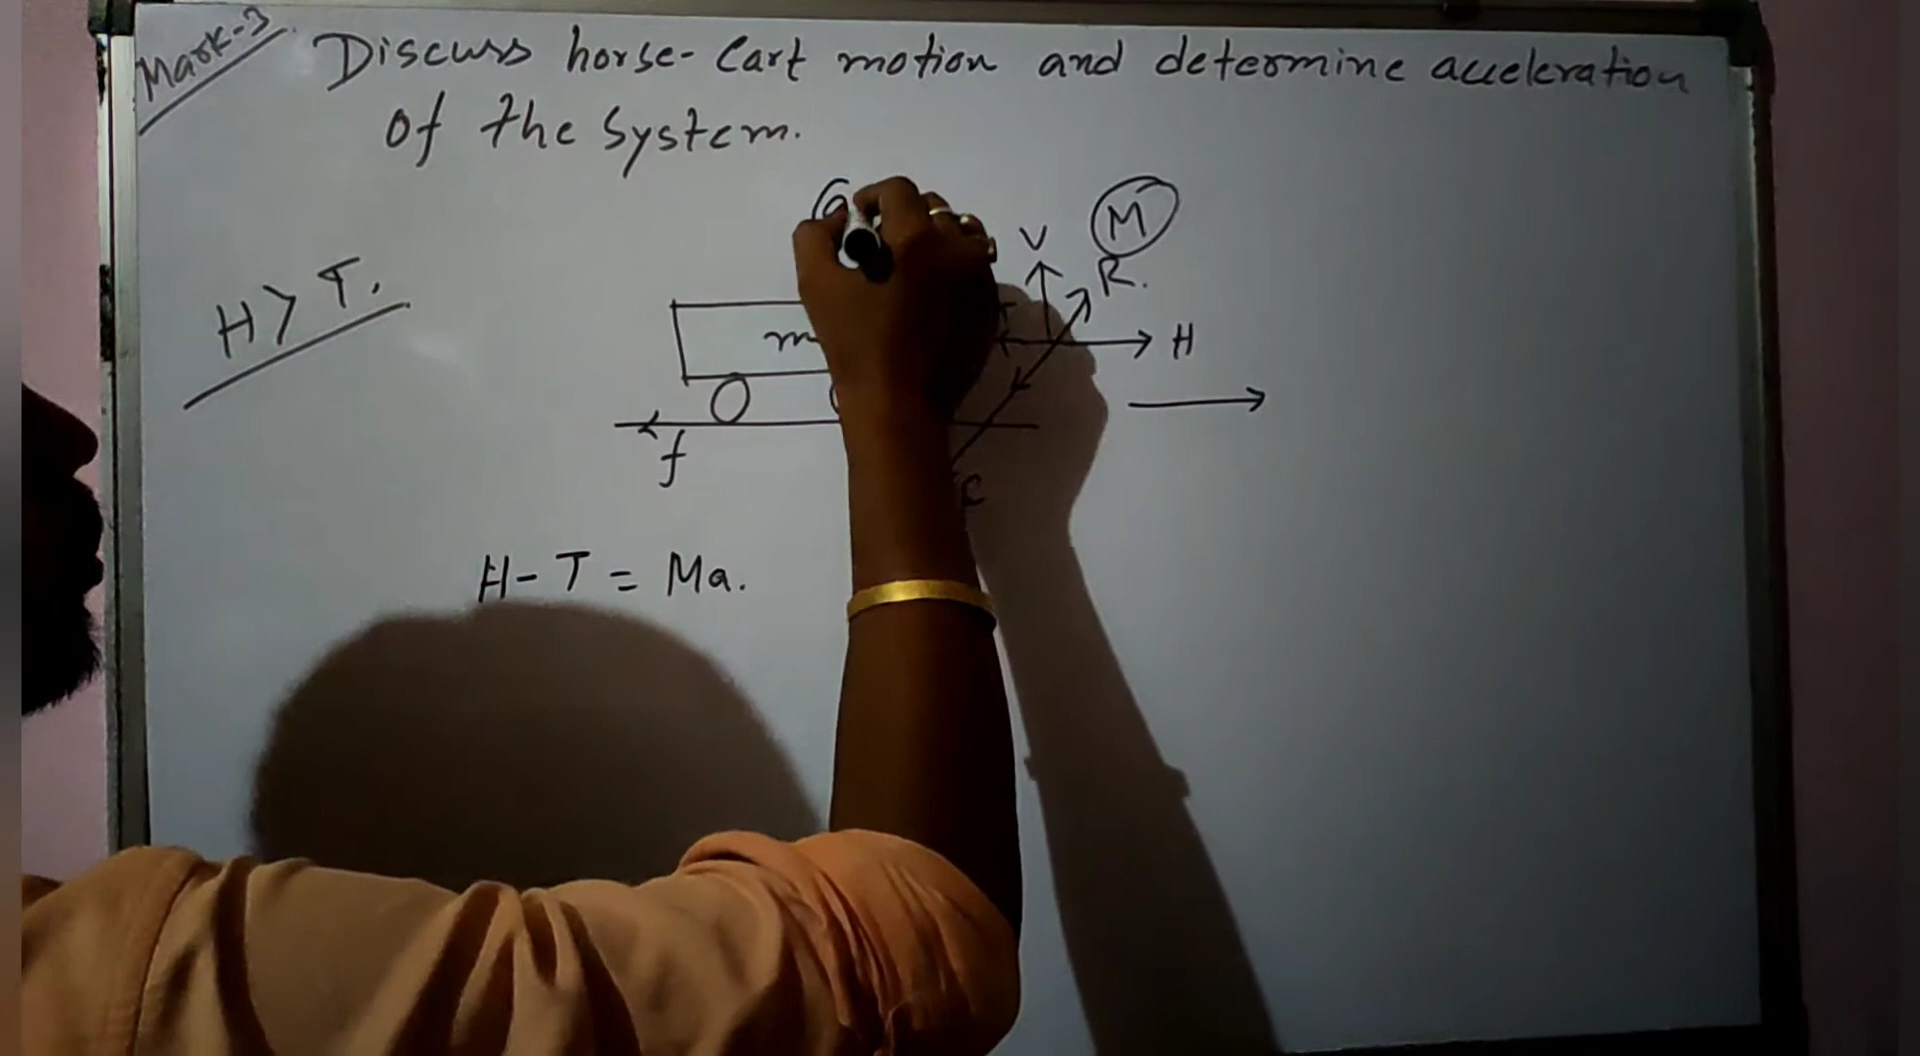 Mark-3
Discuss horse-Cart motion and determine acceleration
of the system.
M
V
R.
H > T.
m
H
f
H - T = Ma.